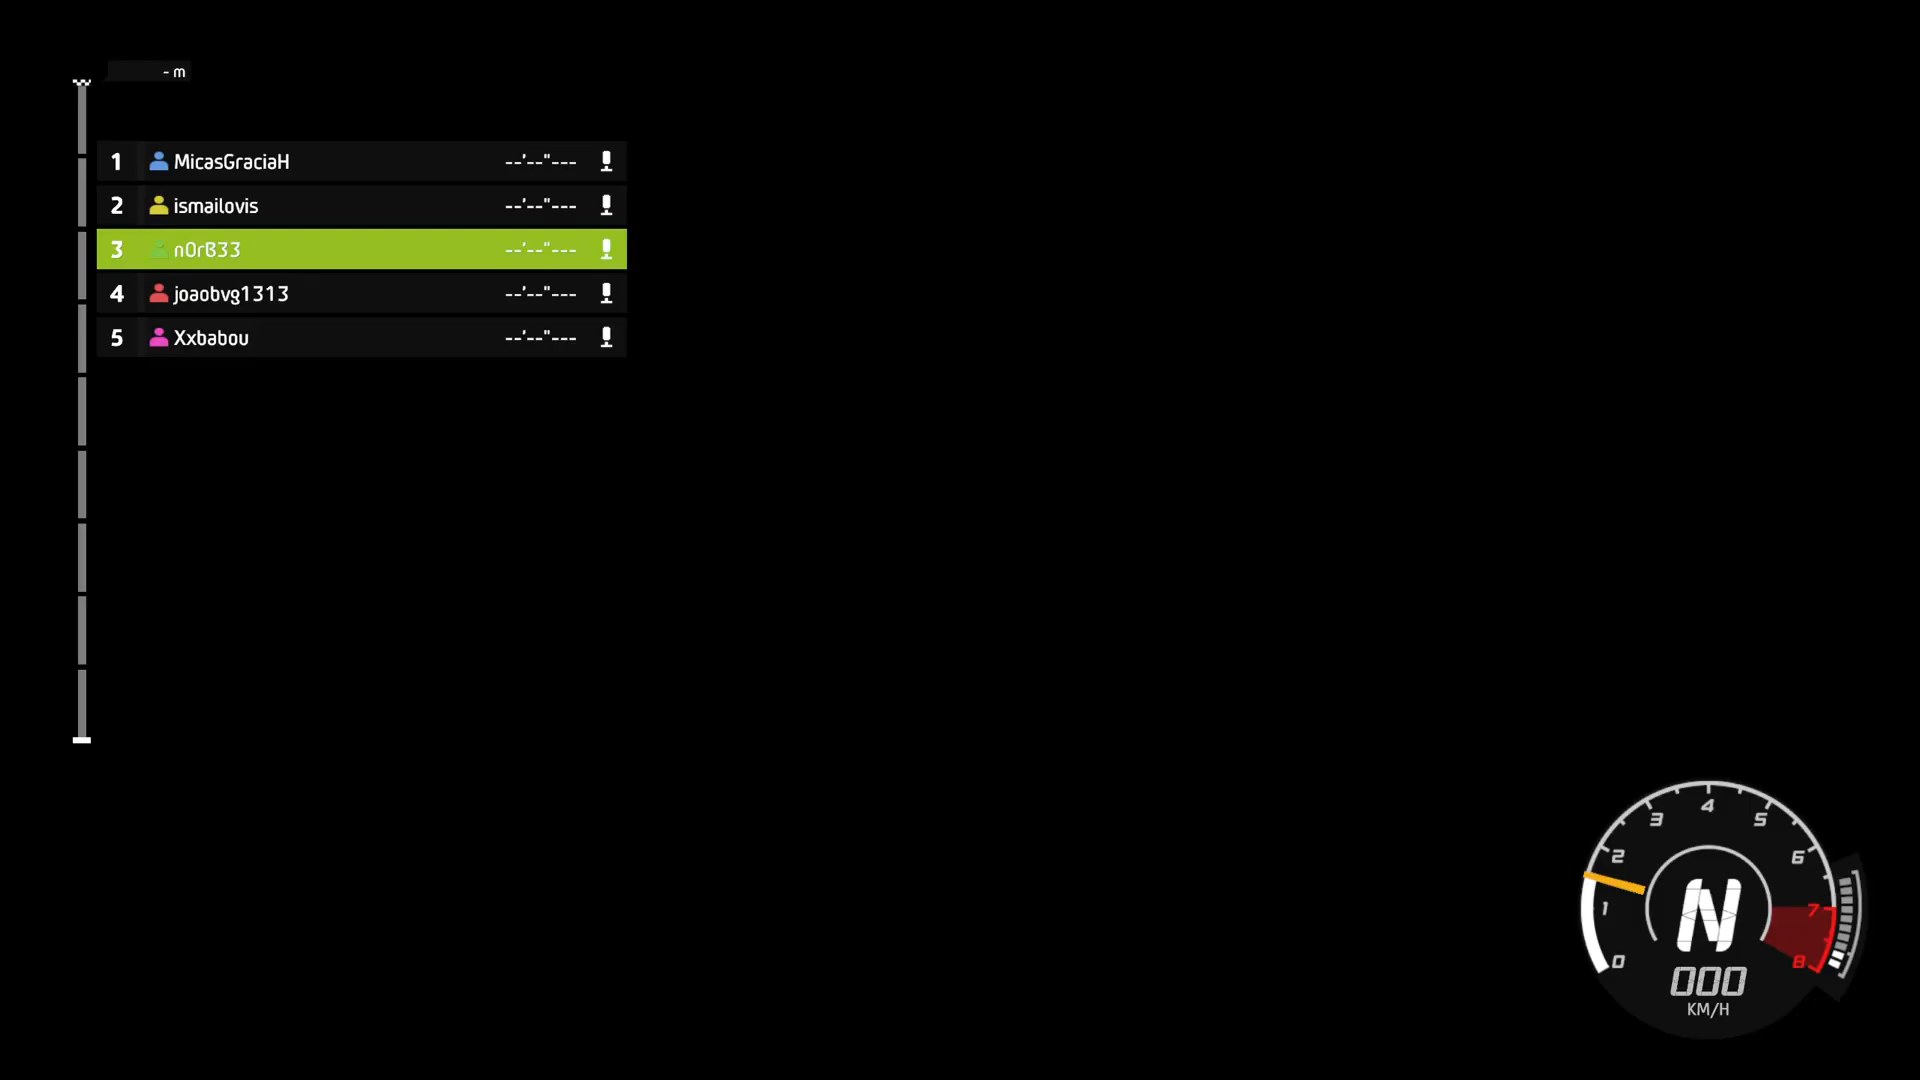 - m
1 MicasGraciaH --'--"---
2 ismailovis --'--"---
3 n0rB33 --'--"---
4 joaobvg1313 --'--"---
5 Xxbabou --'--"---
0 1 2 3 4 5 6 7 8
N
000
KM/H